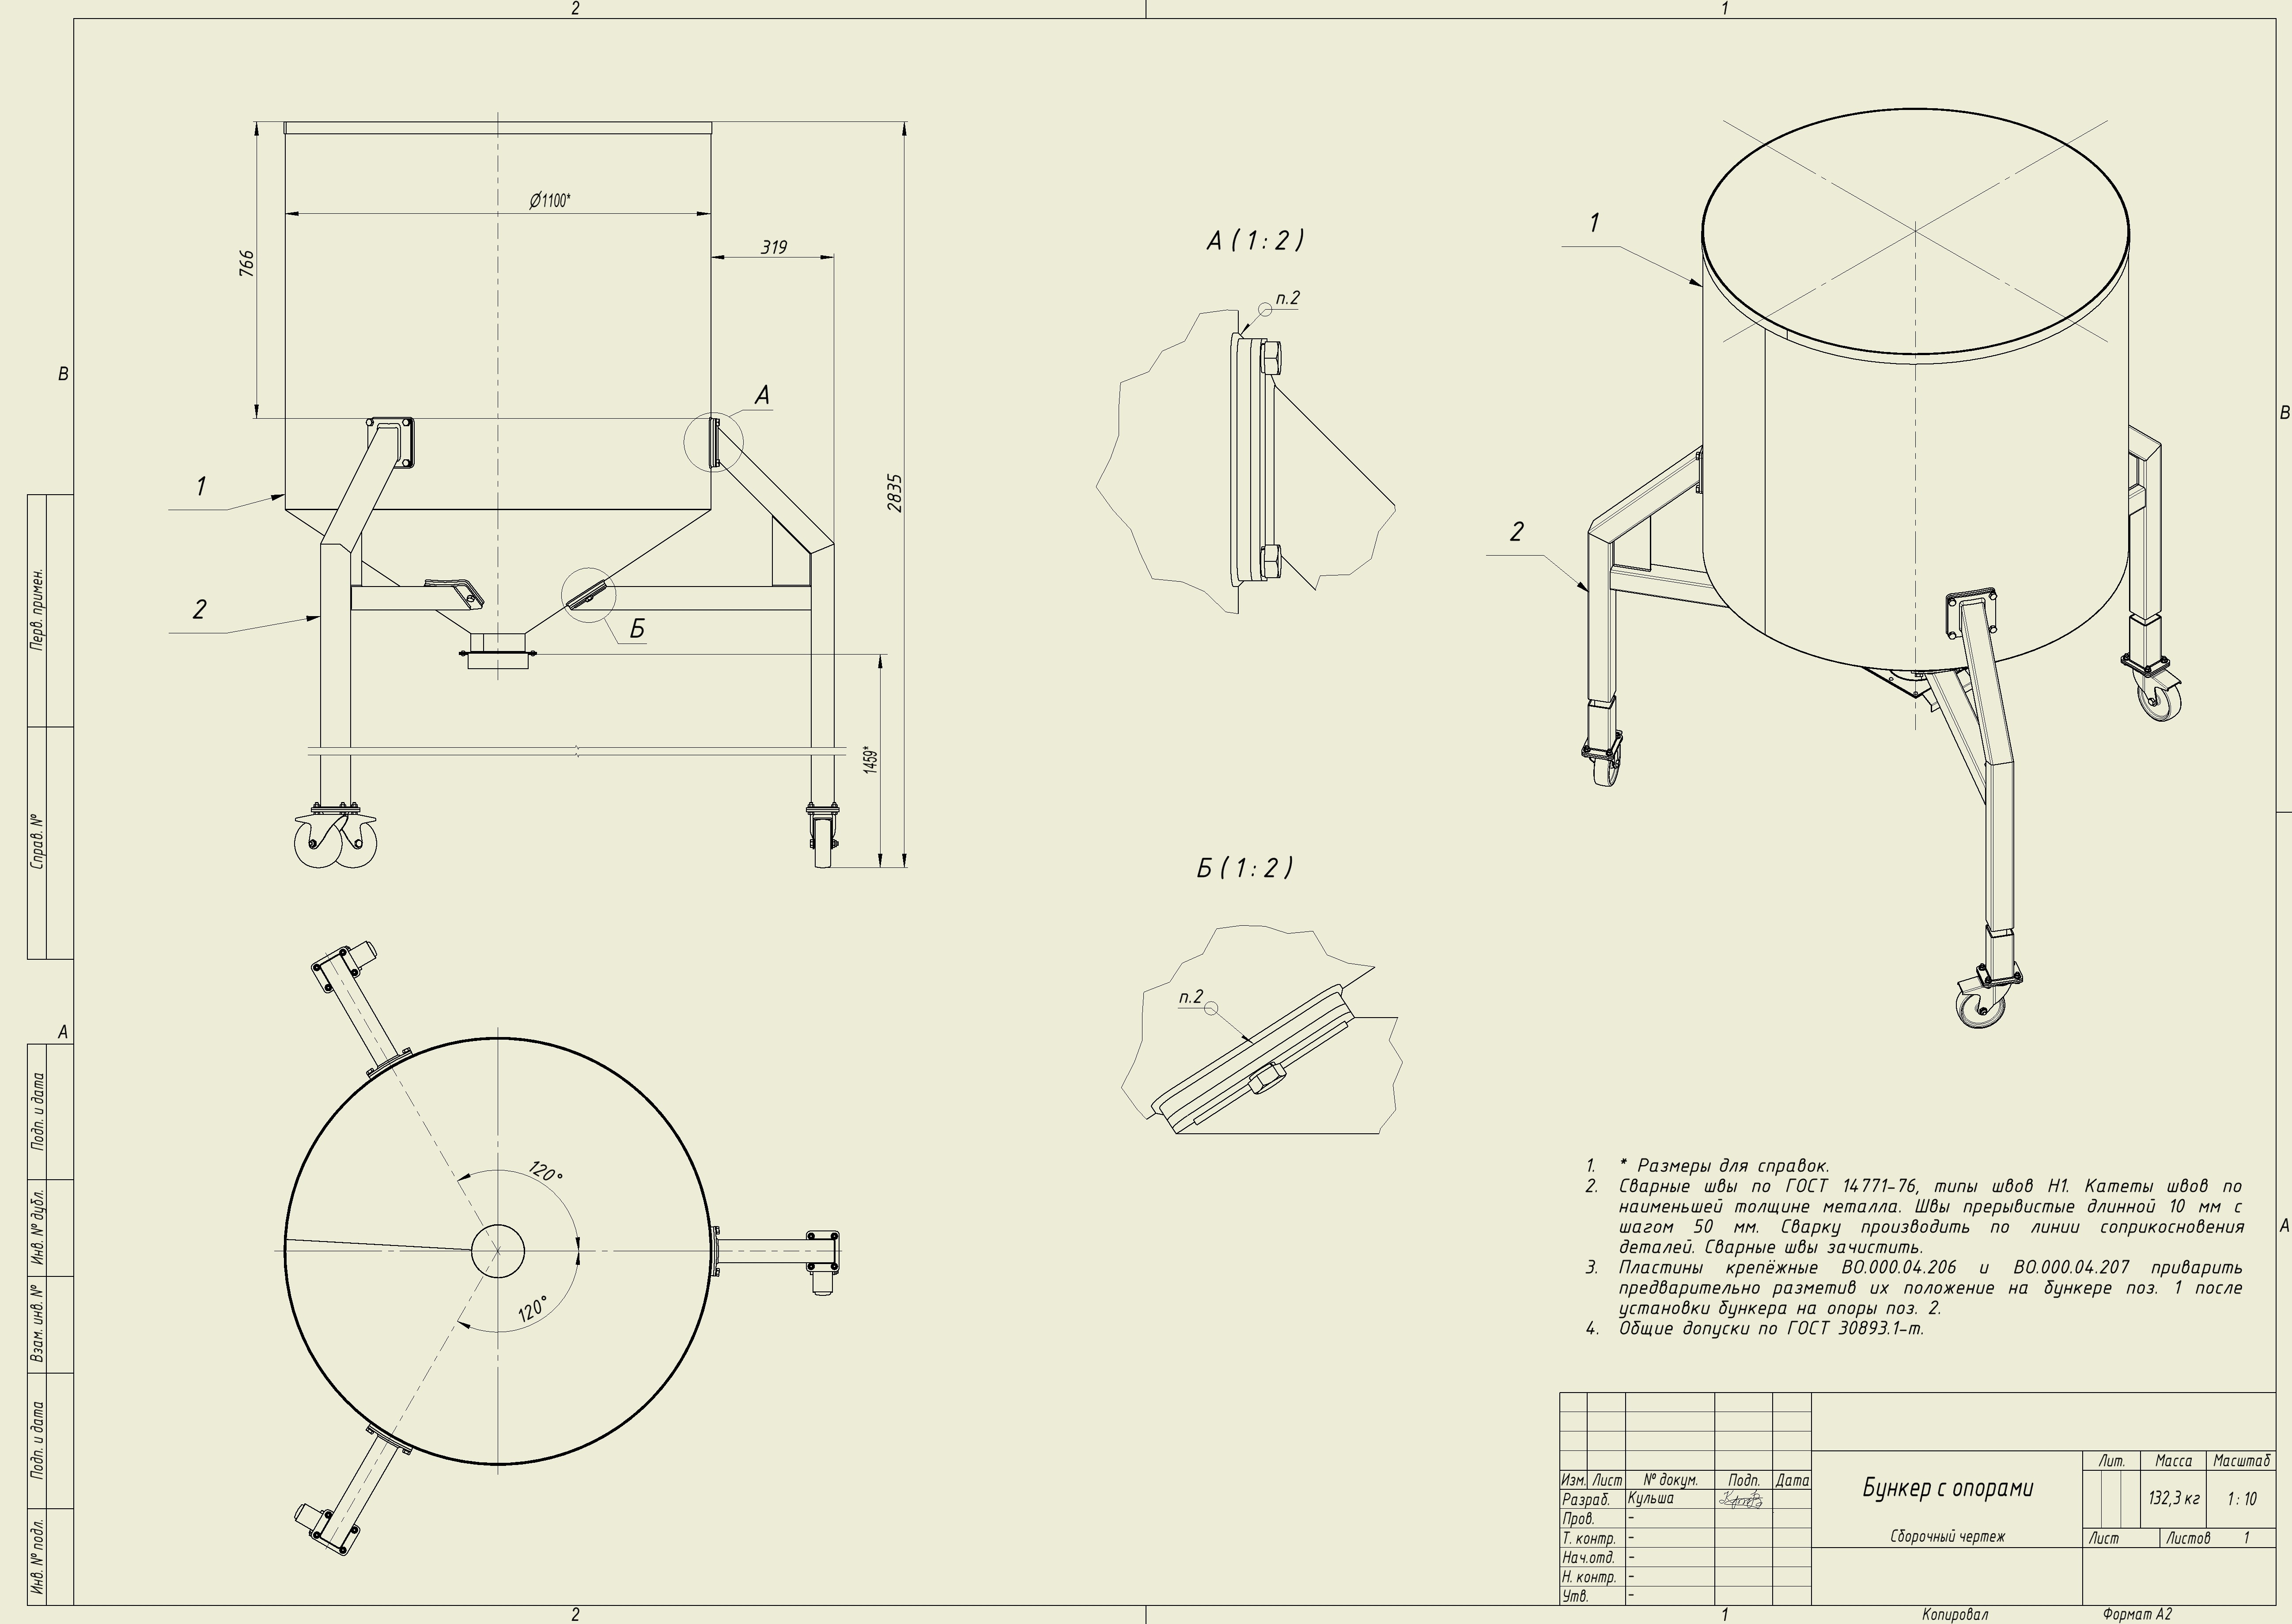 2
1
Ø1100*
766
319
2835
1459*
А
Б
1
2
А ( 1 : 2 )
п.2
Б ( 1 : 2 )
п.2
1
2
120°
120°
1. * Размеры для справок.
2. Сварные швы по ГОСТ 14771-76, типы швов Н1. Катеты швов по
наименьшей толщине металла. Швы прерывистые длинной 10 мм с
шагом 50 мм. Сварку производить по линии соприкосновения
деталей. Сварные швы зачистить.
3. Пластины крепёжные ВО.000.04.206 и ВО.000.04.207 приварить
предварительно разметив их положение на бункере поз. 1 после
установки бункера на опоры поз. 2.
4. Общие допуски по ГОСТ 30893.1-m.
В
В
А
А
Перв. примен.
Справ. №
Подп. и дата
Инв. № дубл.
Взам. инв. №
Подп. и дата
Инв. № подл.
Изм. Лист № докум. Подп. Дата
Разраб. Кульша
Пров. -
Т. контр. -
Нач.отд. -
Н. контр. -
Утв. -
Бункер с опорами
Сборочный чертеж
Лит. Масса Масштаб
132,3 кг 1 : 10
Лист Листов 1
2
1
Копировал Формат А2